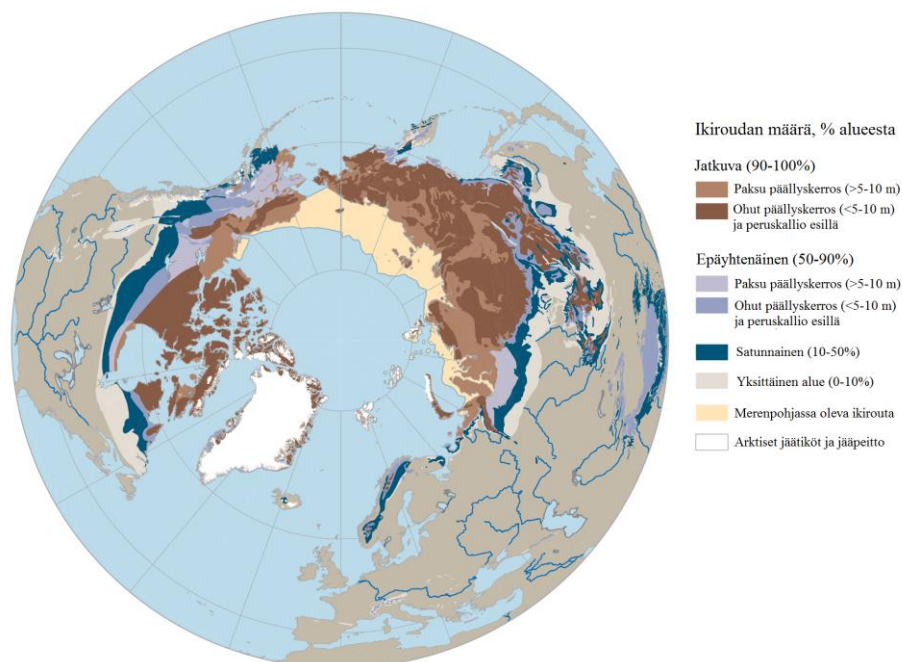 Ikiroudan määrä, % alueesta
Jatkuva (90-100%)
Paksu päällyskerros (>5-10 m)
Ohut päällyskerros (<5-10 m)
ja peruskallio esillä
Epäyhtenäinen (50-90%)
Paksu päällyskerros (>5-10 m)
Ohut päällyskerros (<5-10 m)
ja peruskallio esillä
Satunnainen (10-50%)
Yksittäinen alue (0-10%)
Merenpohjassa oleva ikirouta
Arktiset jäätiköt ja jääpeitto